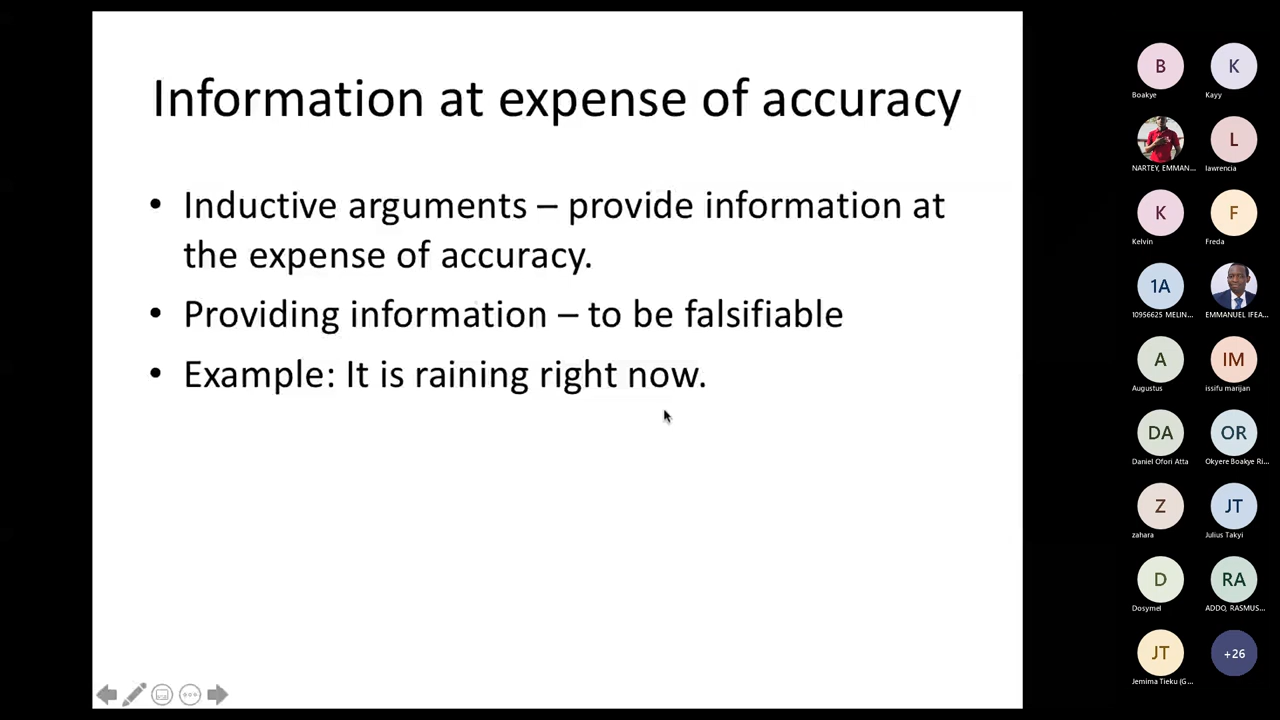 Information at expense of accuracy
• Inductive arguments – provide information at
the expense of accuracy.
• Providing information – to be falsifiable
• Example: It is raining right now.
B
Boakye
K
Kayy
NARTEY, EMMAN...
L
lawrencia
K
Kelvin
F
Freda
1A
10956625 MELIN...
EMMANUEL IFEA...
A
Augustus
IM
issifu marijan
DA
Daniel Ofori Atta
OR
Okyere Boakye Ri...
Z
zahara
JT
Julius Takyi
D
Dosymel
RA
ADDO, RASMUS...
JT
Jemima Tieku (G...
+26